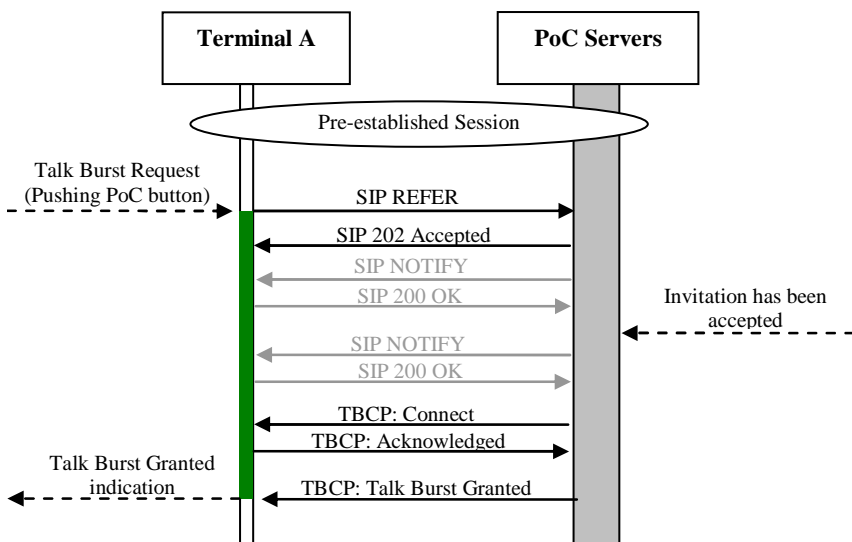 Terminal A
PoC Servers
Pre-established Session
Talk Burst Request
(Pushing PoC button)
SIP REFER
SIP 202 Accepted
SIP NOTIFY
SIP 200 OK
Invitation has been
accepted
SIP NOTIFY
SIP 200 OK
TBCP: Connect
TBCP: Acknowledged
Talk Burst Granted
indication
TBCP: Talk Burst Granted